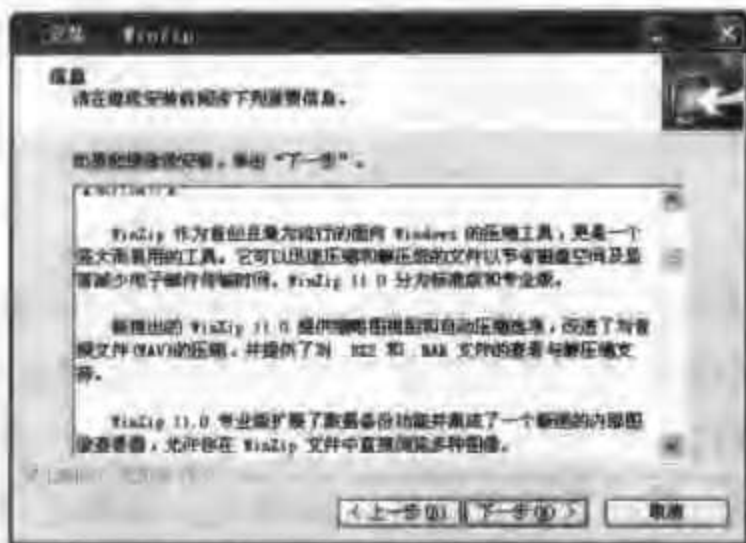 安装 WinZip
信息
请在继续安装前阅读下列重要信息。
如果您想继续安装，单击“下一步”。
WinZip 作为首创且最为流行的面向 Windows 的压缩工具，更是一个
强大而易用的工具。它可以迅速压缩和解压您的文件以节省磁盘空间及显
著减少电子邮件传输时间。WinZip 11.0 分为标准版和专业版。
新推出的 WinZip 11.0 提供缩略图视图和自动压缩选项，改进了对音
频文件(WAV)的压缩，并提供了对 .BZ2 和 .RAR 文件的查看与解压缩支
持。
WinZip 11.0 专业版扩展了数据备份功能并集成了一个新的内部图
像查看器，允许您在 WinZip 文件中直接浏览多种图像。
<上一步(B) 下一步(N)> 取消